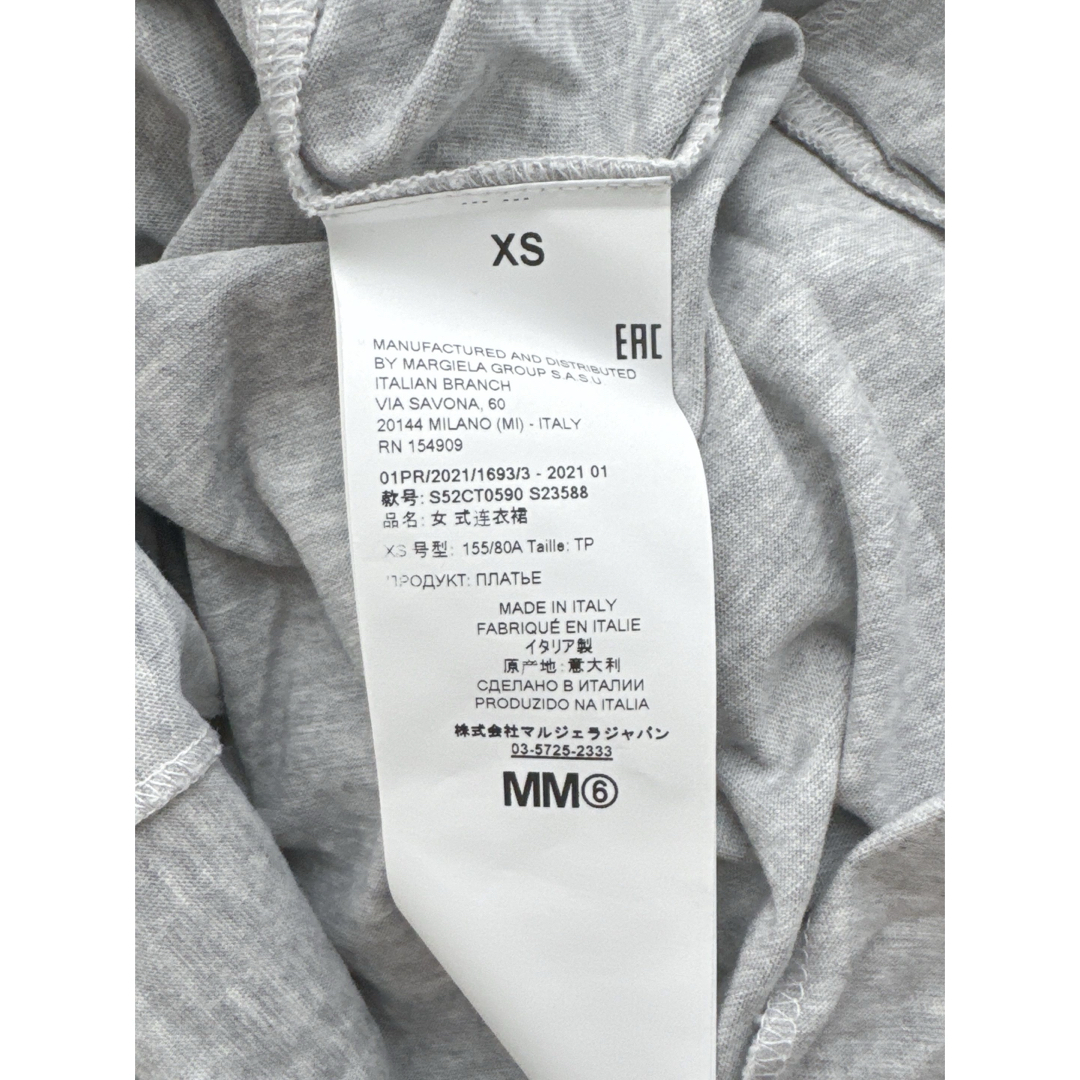 XS
EAC
MANUFACTURED AND DISTRIBUTED
BY MARGIELA GROUP S.A.S.U.
ITALIAN BRANCH
VIA SAVONA, 60
20144 MILANO (MI) - ITALY
RN 154909
01PR/2021/1693/3 - 2021 01
款号: S52CT0590 S23588
品名: 女 式连衣裙
XS 号型: 155/80A Taille: TP
ПРОДУКТ: ПЛАТЬЕ
MADE IN ITALY
FABRIQUÉ EN ITALIE
イタリア製
原产地:意大利
СДЕЛАНО В ИТАЛИИ
PRODUZIDO NA ITALIA
株式会社マルジェラジャパン
03-5725-2333
MM⑥